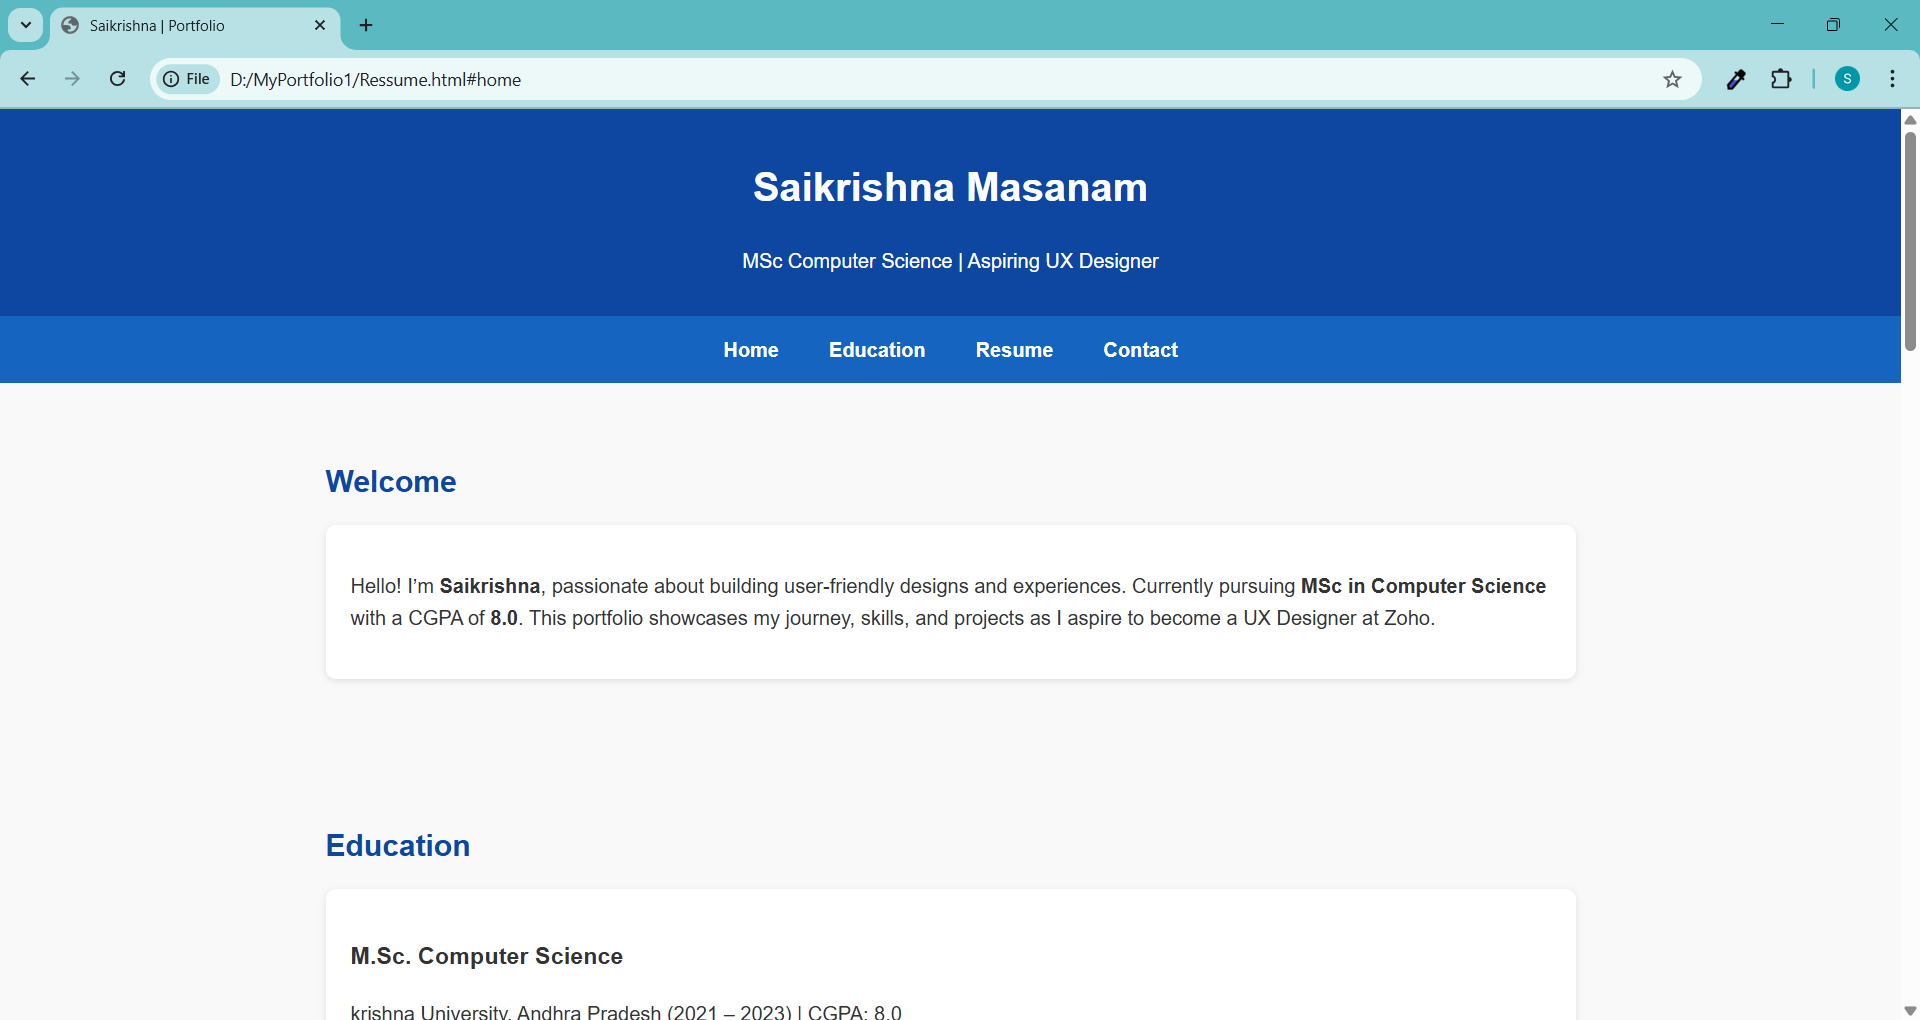 Saikrishna | Portfolio
File
D:/MyPortfolio1/Ressume.html#home
S
Saikrishna Masanam
MSc Computer Science | Aspiring UX Designer
Home Education Resume Contact
Welcome
Hello! I’m Saikrishna, passionate about building user-friendly designs and experiences. Currently pursuing MSc in Computer Science
with a CGPA of 8.0. This portfolio showcases my journey, skills, and projects as I aspire to become a UX Designer at Zoho.
Education
M.Sc. Computer Science
krishna University, Andhra Pradesh (2021 – 2023) | CGPA: 8.0